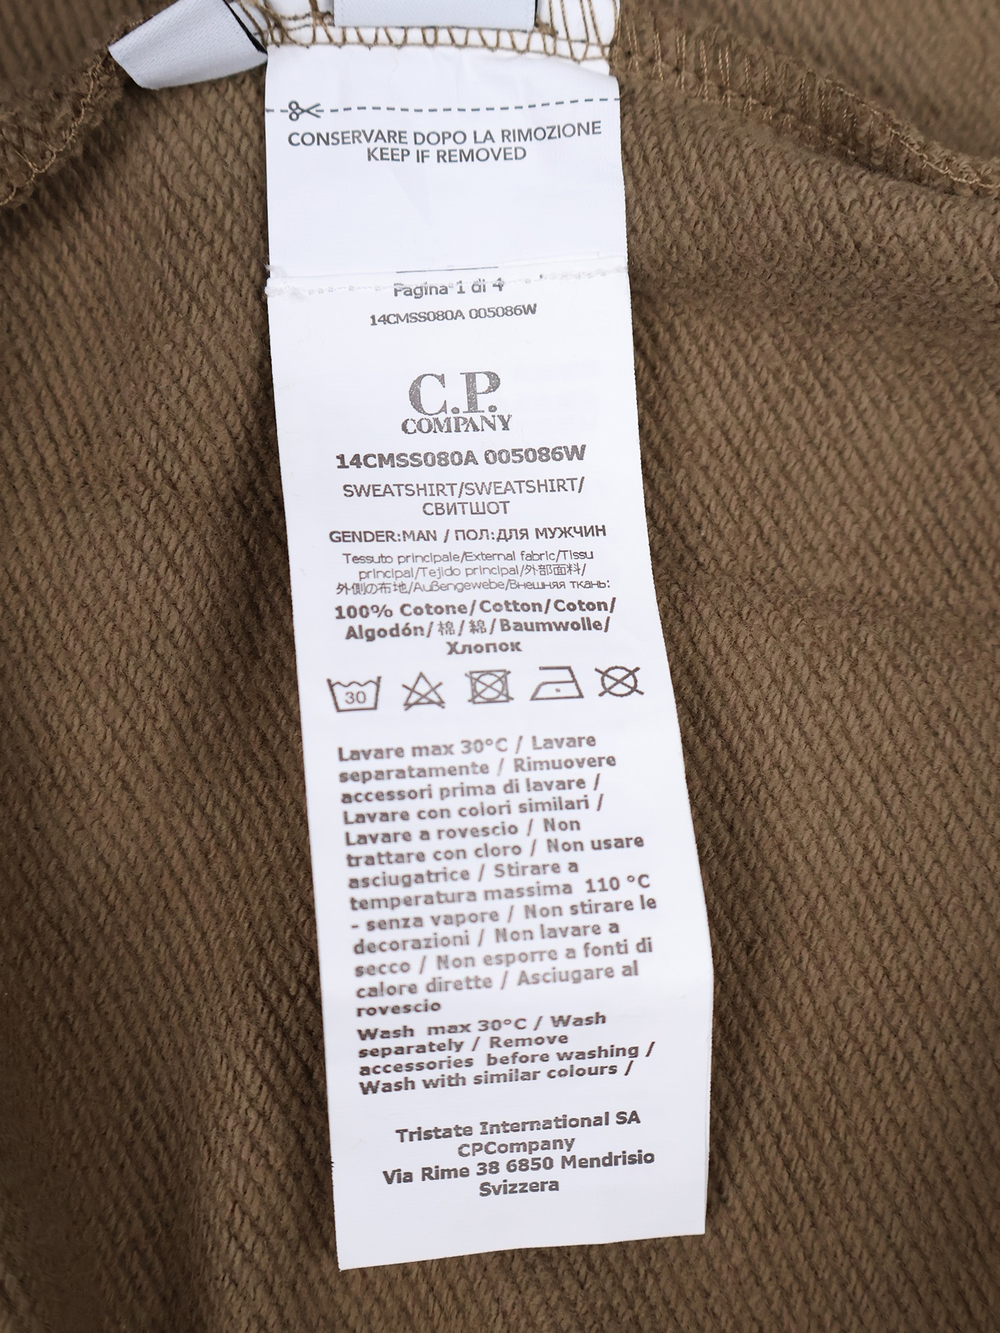 CONSERVARE DOPO LA RIMOZIONE
KEEP IF REMOVED
Pagina 1 di 4
14CMSS080A 005086W
C.P.
COMPANY
14CMSS080A 005086W
SWEATSHIRT/SWEATSHIRT/
СВИТШОТ
GENDER:MAN / ПОЛ:ДЛЯ МУЖЧИН
Tessuto principale/External fabric/Tissu
principal/Tejido principal/外部面料/
外側の布地/Außengewebe/Внешняя ткань:
100% Cotone/Cotton/Coton/
Algodón/棉/綿/Baumwolle/
Хлопок
30
Lavare max 30°C / Lavare
separatamente / Rimuovere
accessori prima di lavare /
Lavare con colori similari /
Lavare a rovescio / Non
trattare con cloro / Non usare
asciugatrice / Stirare a
temperatura massima 110 °C
- senza vapore / Non stirare le
decorazioni / Non lavare a
secco / Non esporre a fonti di
calore dirette / Asciugare al
rovescio
Wash max 30°C / Wash
separately / Remove
accessories before washing /
Wash with similar colours /
Tristate International SA
CPCompany
Via Rime 38 6850 Mendrisio
Svizzera